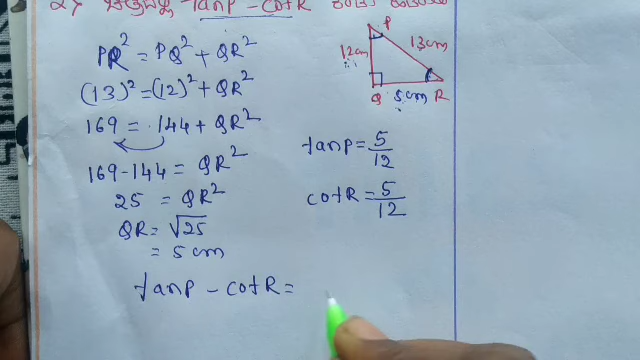 tanP - cotR
PR² = PQ² + QR²
(13)² = (12)² + QR²
169 = 144 + QR²
169-144 = QR²
25 = QR²
QR = √25
= 5 cm
P
12cm
13cm
Q
5cm
R
tanP = 5/12
cotR = 5/12
tanP - cotR =